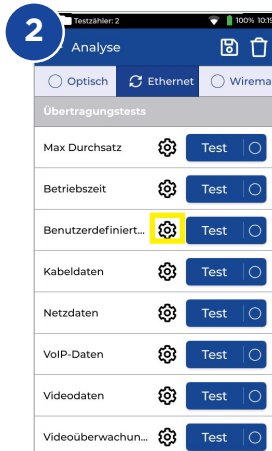 2
Testzähler: 2
100% 10:19
Analyse
Optisch
Ethernet
Wirema
Übertragungstests
Max Durchsatz
Test
Betriebszeit
Test
Benutzerdefiniert...
Test
Kabeldaten
Test
Netzdaten
Test
VoIP-Daten
Test
Videodaten
Test
Videoüberwachun...
Test